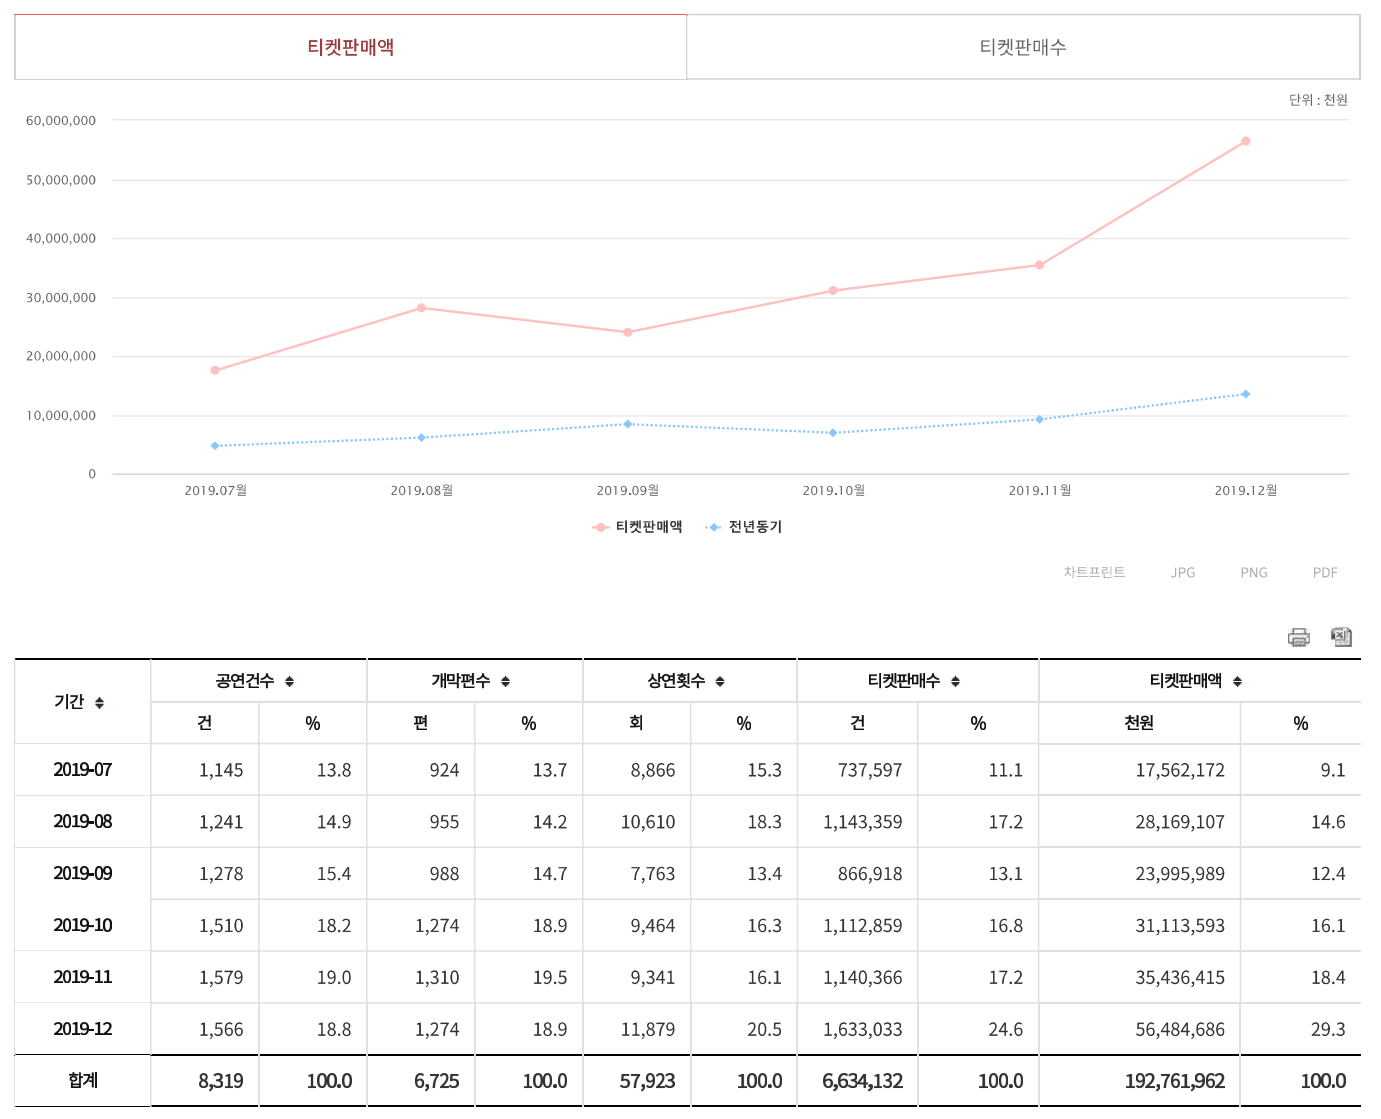 티켓판매액 티켓판매수
단위 : 천원
60,000,000
50,000,000
40,000,000
30,000,000
20,000,000
10,000,000
0
2019.07월 2019.08월 2019.09월 2019.10월 2019.11월 2019.12월
티켓판매액 전년동기
차트프린트 JPG PNG PDF
기간 공연건수 개막편수 상연횟수 티켓판매수 티켓판매액
건 % 편 % 회 % 건 % 천원 %
2019-07 1,145 13.8 924 13.7 8,866 15.3 737,597 11.1 17,562,172 9.1
2019-08 1,241 14.9 955 14.2 10,610 18.3 1,143,359 17.2 28,169,107 14.6
2019-09 1,278 15.4 988 14.7 7,763 13.4 866,918 13.1 23,995,989 12.4
2019-10 1,510 18.2 1,274 18.9 9,464 16.3 1,112,859 16.8 31,113,593 16.1
2019-11 1,579 19.0 1,310 19.5 9,341 16.1 1,140,366 17.2 35,436,415 18.4
2019-12 1,566 18.8 1,274 18.9 11,879 20.5 1,633,033 24.6 56,484,686 29.3
합계 8,319 100.0 6,725 100.0 57,923 100.0 6,634,132 100.0 192,761,962 100.0